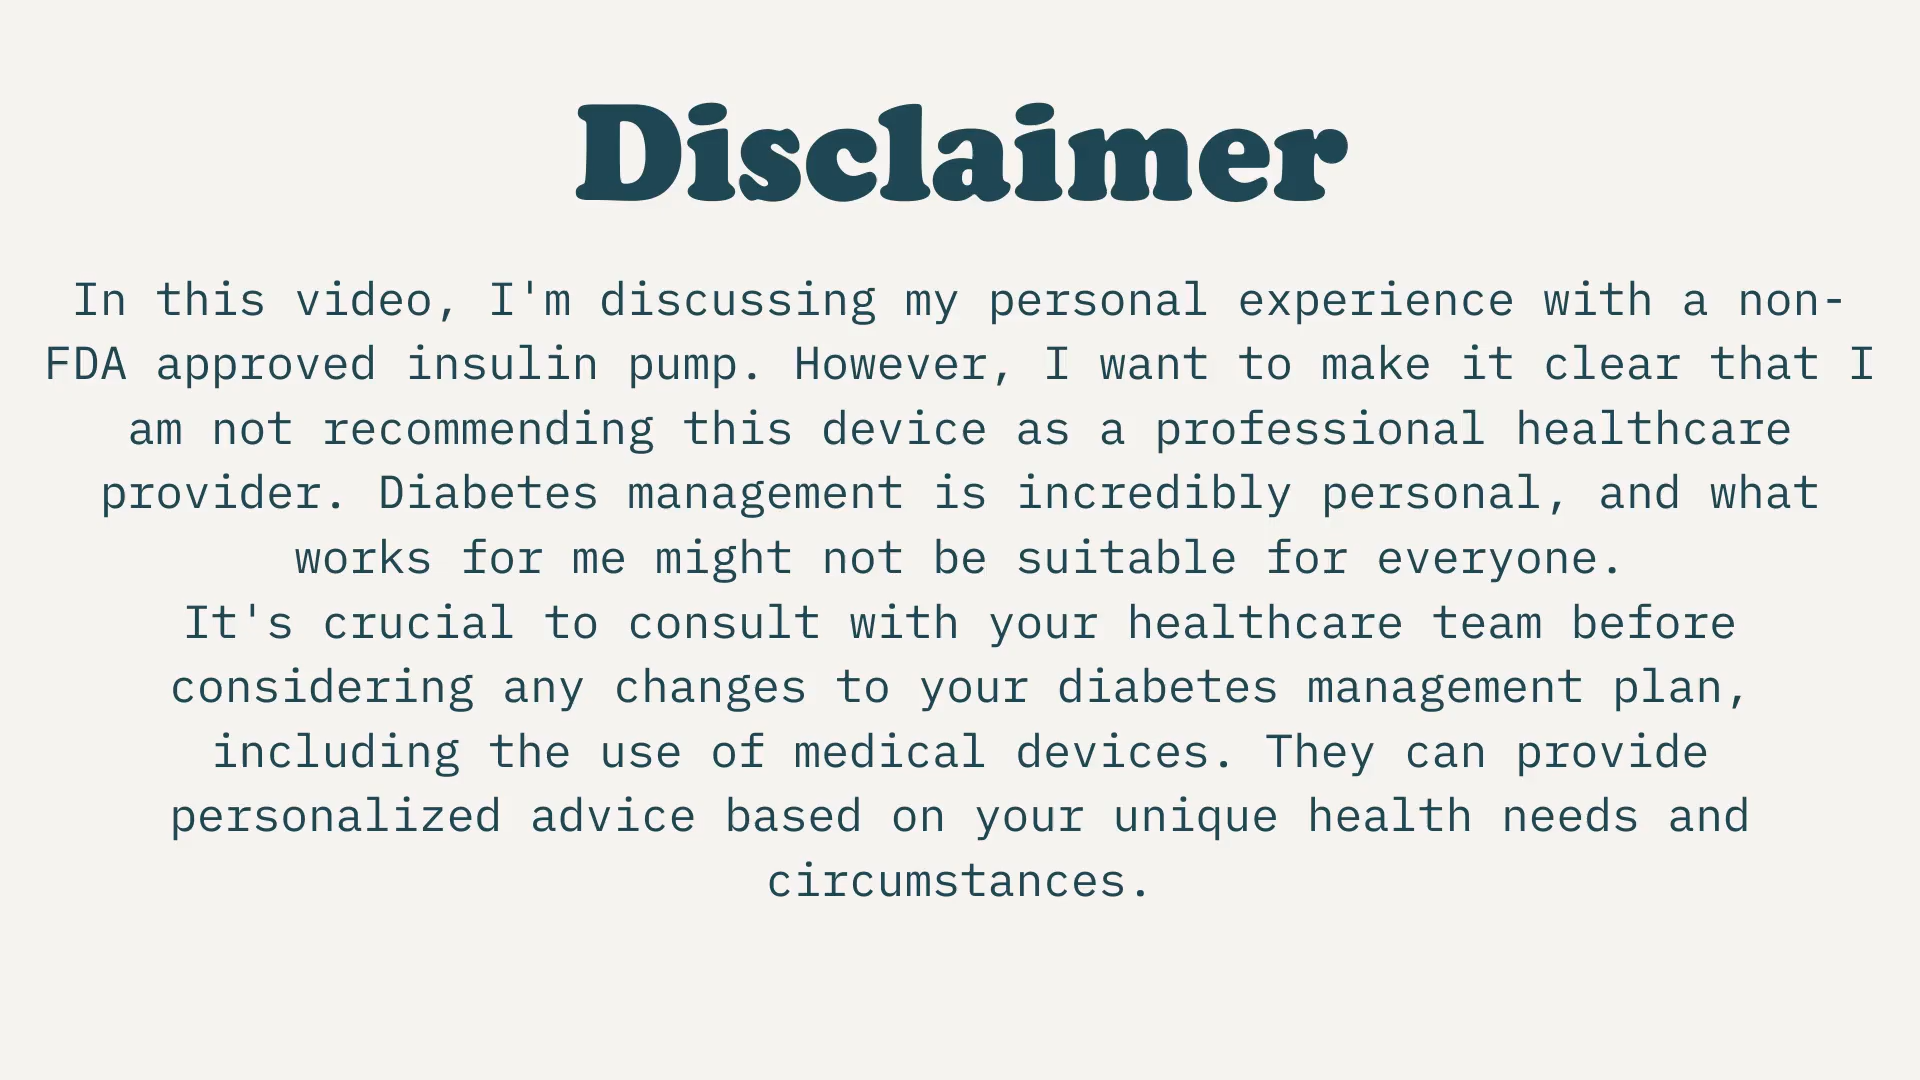 Disclaimer
In this video, I'm discussing my personal experience with a non-
FDA approved insulin pump. However, I want to make it clear that I
am not recommending this device as a professional healthcare
provider. Diabetes management is incredibly personal, and what
works for me might not be suitable for everyone.
It's crucial to consult with your healthcare team before
considering any changes to your diabetes management plan,
including the use of medical devices. They can provide
personalized advice based on your unique health needs and
circumstances.